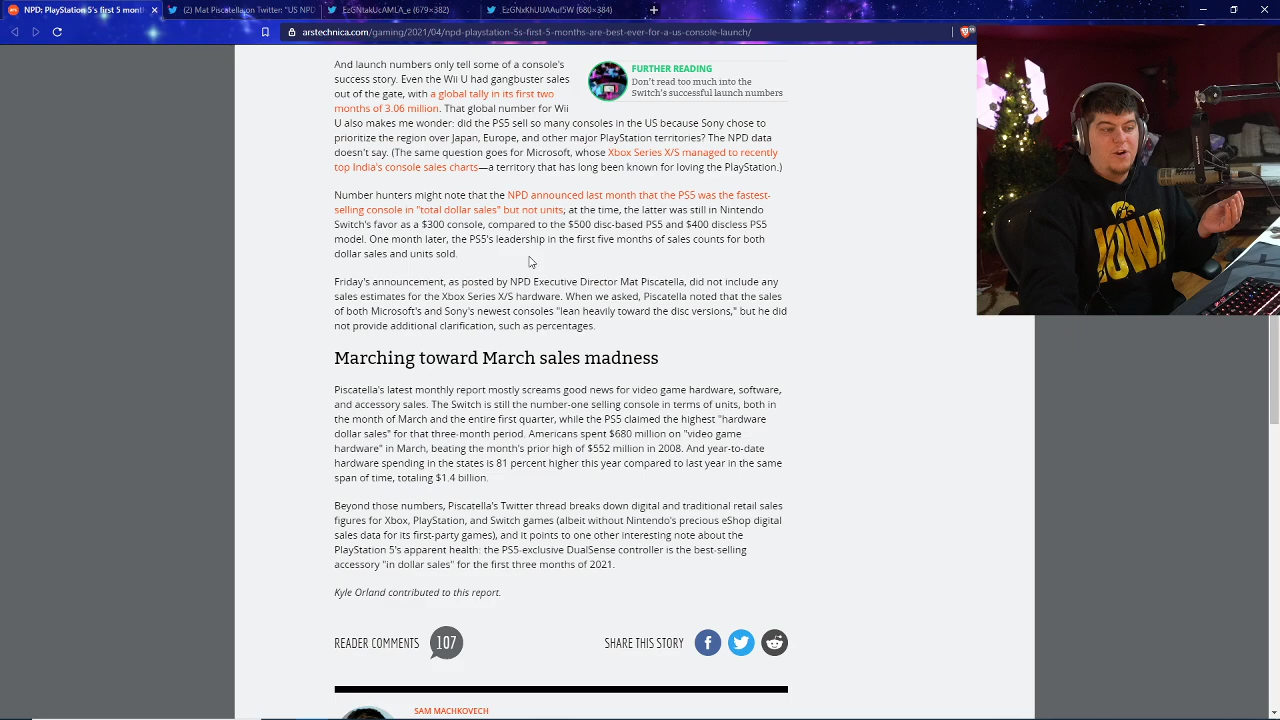 NPD: PlayStation 5's first 5 mont
(2) Mat Piscatella on Twitter: "US NPD
EzGNtakUcAMLA_e (679×382)
EzGNxKhUUAAuf5W (680×384)
arstechnica.com/gaming/2021/04/npd-playstation-5s-first-5-months-are-best-ever-for-a-us-console-launch/
And launch numbers only tell some of a console's
success story. Even the Wii U had gangbuster sales
out of the gate, with a global tally in its first two
months of 3.06 million. That global number for Wii
FURTHER READING
Don't read too much into the
Switch's successful launch numbers
U also makes me wonder: did the PS5 sell so many consoles in the US because Sony chose to
prioritize the region over Japan, Europe, and other major PlayStation territories? The NPD data
doesn't say. (The same question goes for Microsoft, whose Xbox Series X/S managed to recently
top India's console sales charts—a territory that has long been known for loving the PlayStation.)
Number hunters might note that the NPD announced last month that the PS5 was the fastest-
selling console in "total dollar sales" but not units; at the time, the latter was still in Nintendo
Switch's favor as a $300 console, compared to the $500 disc-based PS5 and $400 discless PS5
model. One month later, the PS5's leadership in the first five months of sales counts for both
dollar sales and units sold.
Friday's announcement, as posted by NPD Executive Director Mat Piscatella, did not include any
sales estimates for the Xbox Series X/S hardware. When we asked, Piscatella noted that the sales
of both Microsoft's and Sony's newest consoles "lean heavily toward the disc versions," but he did
not provide additional clarification, such as percentages.
Marching toward March sales madness
Piscatella's latest monthly report mostly screams good news for video game hardware, software,
and accessory sales. The Switch is still the number-one selling console in terms of units, both in
the month of March and the entire first quarter, while the PS5 claimed the highest "hardware
dollar sales" for that three-month period. Americans spent $680 million on "video game
hardware" in March, beating the month's prior high of $552 million in 2008. And year-to-date
hardware spending in the states is 81 percent higher this year compared to last year in the same
span of time, totaling $1.4 billion.
Beyond those numbers, Piscatella's Twitter thread breaks down digital and traditional retail sales
figures for Xbox, PlayStation, and Switch games (albeit without Nintendo's precious eShop digital
sales data for its first-party games), and it points to one other interesting note about the
PlayStation 5's apparent health: the PS5-exclusive DualSense controller is the best-selling
accessory "in dollar sales" for the first three months of 2021.
Kyle Orland contributed to this report.
READER COMMENTS 107
SHARE THIS STORY
SAM MACHKOVECH
IOWA